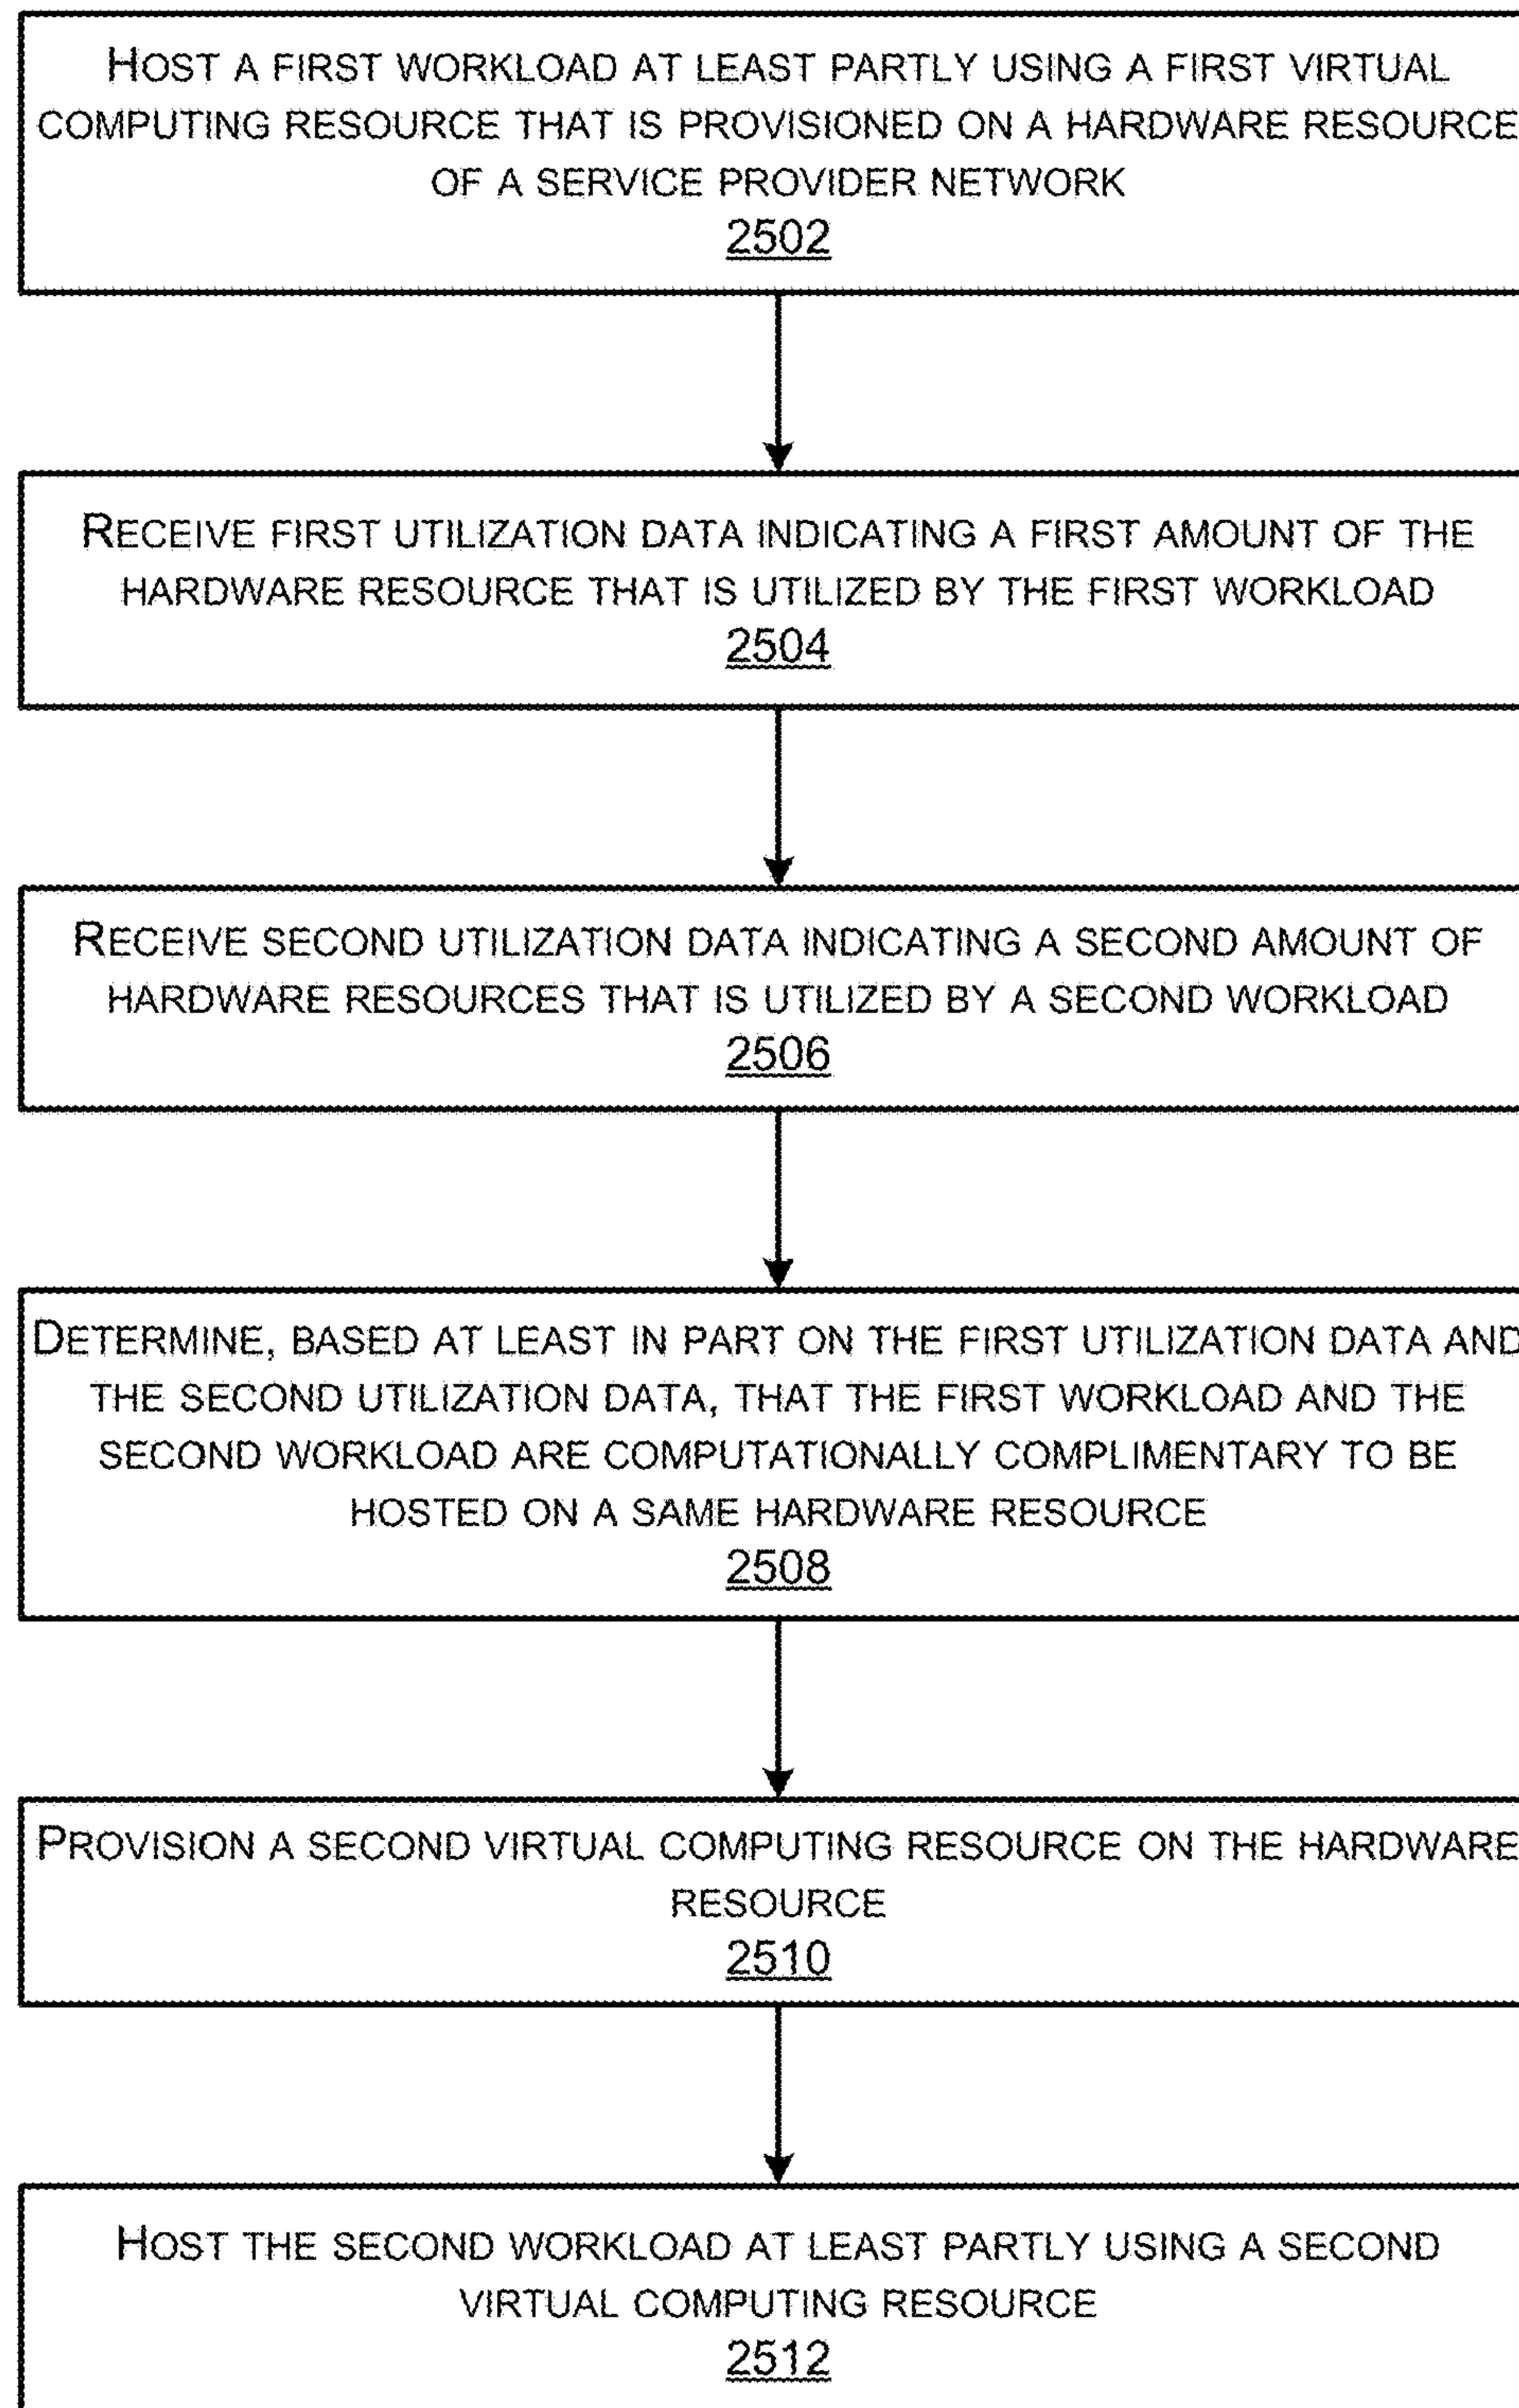 HOST A FIRST WORKLOAD AT LEAST PARTLY USING A FIRST VIRTUAL
COMPUTING RESOURCE THAT IS PROVISIONED ON A HARDWARE RESOURCE
OF A SERVICE PROVIDER NETWORK
2502
RECEIVE FIRST UTILIZATION DATA INDICATING A FIRST AMOUNT OF THE
HARDWARE RESOURCE THAT IS UTILIZED BY THE FIRST WORKLOAD
2504
RECEIVE SECOND UTILIZATION DATA INDICATING A SECOND AMOUNT OF
HARDWARE RESOURCES THAT IS UTILIZED BY A SECOND WORKLOAD
2506
DETERMINE, BASED AT LEAST IN PART ON THE FIRST UTILIZATION DATA AND
THE SECOND UTILIZATION DATA, THAT THE FIRST WORKLOAD AND THE
SECOND WORKLOAD ARE COMPUTATIONALLY COMPLIMENTARY TO BE
HOSTED ON A SAME HARDWARE RESOURCE
2508
PROVISION A SECOND VIRTUAL COMPUTING RESOURCE ON THE HARDWARE
RESOURCE
2510
HOST THE SECOND WORKLOAD AT LEAST PARTLY USING A SECOND
VIRTUAL COMPUTING RESOURCE
2512